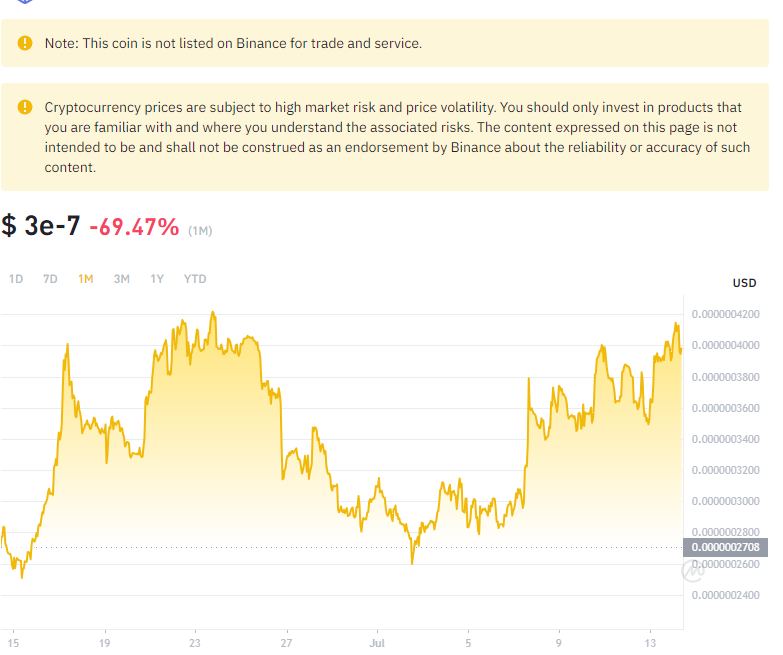 Note: This coin is not listed on Binance for trade and service.
Cryptocurrency prices are subject to high market risk and price volatility. You should only invest in products that
you are familiar with and where you understand the associated risks. The content expressed on this page is not
intended to be and shall not be construed as an endorsement by Binance about the reliability or accuracy of such
content.
$ 3e-7 -69.47% (1M)
1D 7D 1M 3M 1Y YTD
USD
0.0000004200
0.0000004000
0.0000003800
0.0000003600
0.0000003400
0.0000003200
0.0000003000
0.0000002800
0.0000002708
0.0000002600
0.0000002400
15 19 23 27 Jul 5 9 13